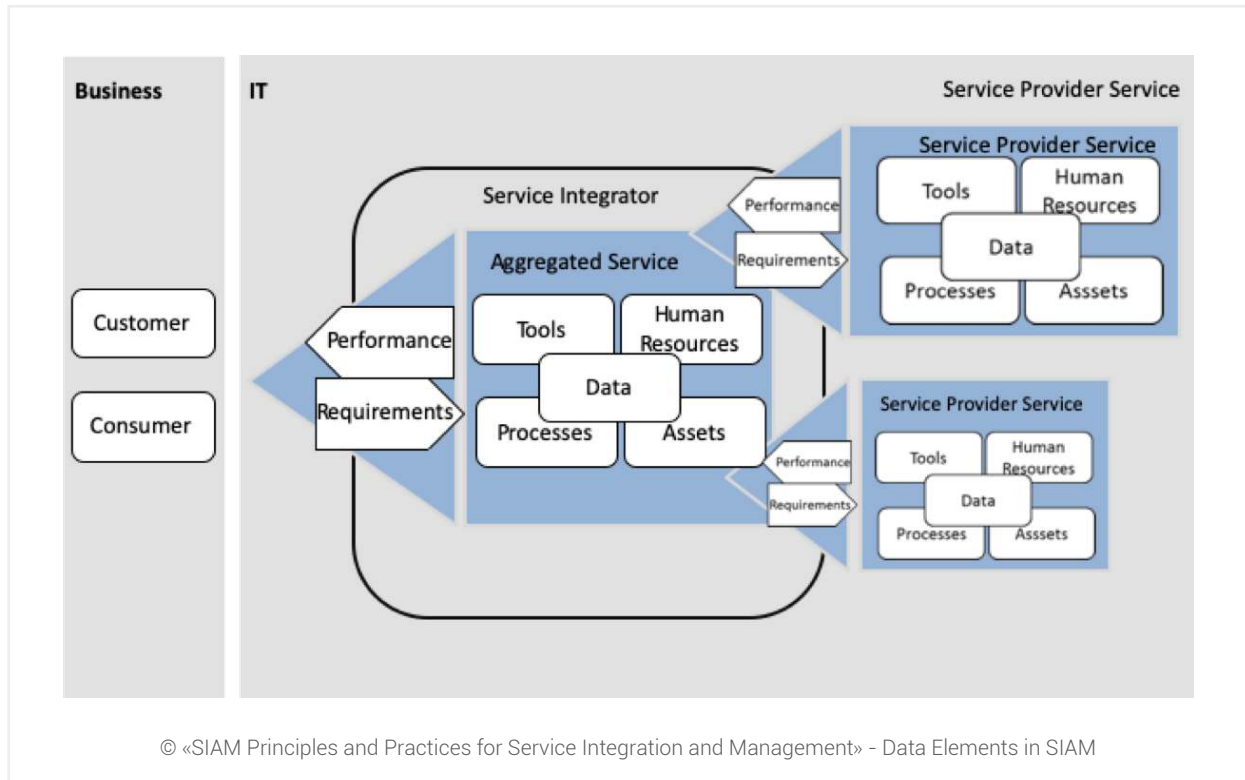 Business
IT
Service Provider Service
Customer
Consumer
Service Integrator
Performance
Requirements
Aggregated Service
Tools
Human
Resources
Data
Processes
Assets
Performance
Requirements
Service Provider Service
Tools
Human
Resources
Data
Processes
Asssets
Performance
Requirements
Service Provider Service
Tools
Human
Resources
Data
Processes
Asssets
© «SIAM Principles and Practices for Service Integration and Management» - Data Elements in SIAM